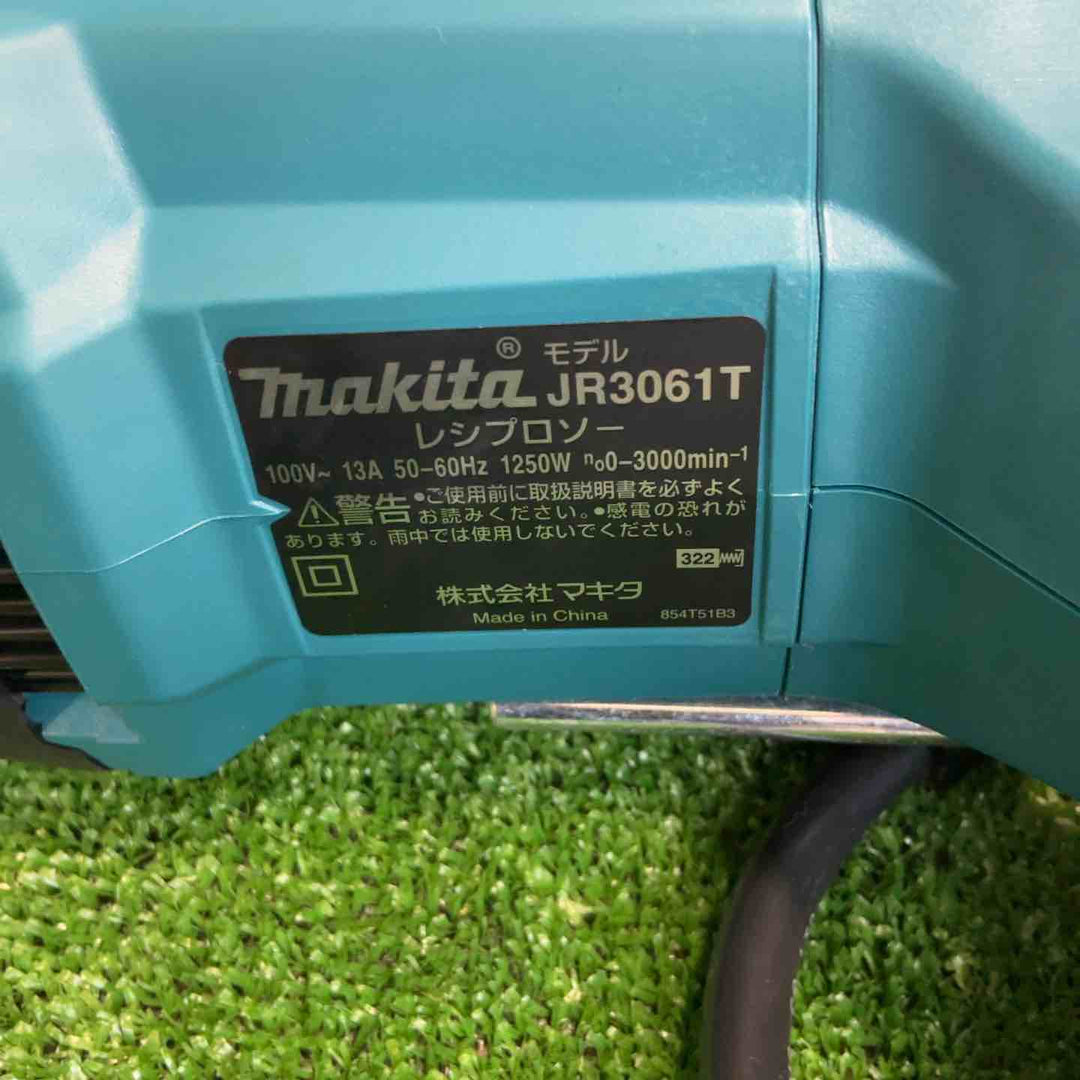 makita® モデル JR3061T
レシプロソー
100V~ 13A 50-60Hz 1250W n₀0-3000min⁻¹
⚠警告 •ご使用前に取扱説明書を必ずよく
お読みください。•感電の恐れが
あります。雨中では使用しないでください。
322
株式会社 マキタ
Made in China 854T51B3